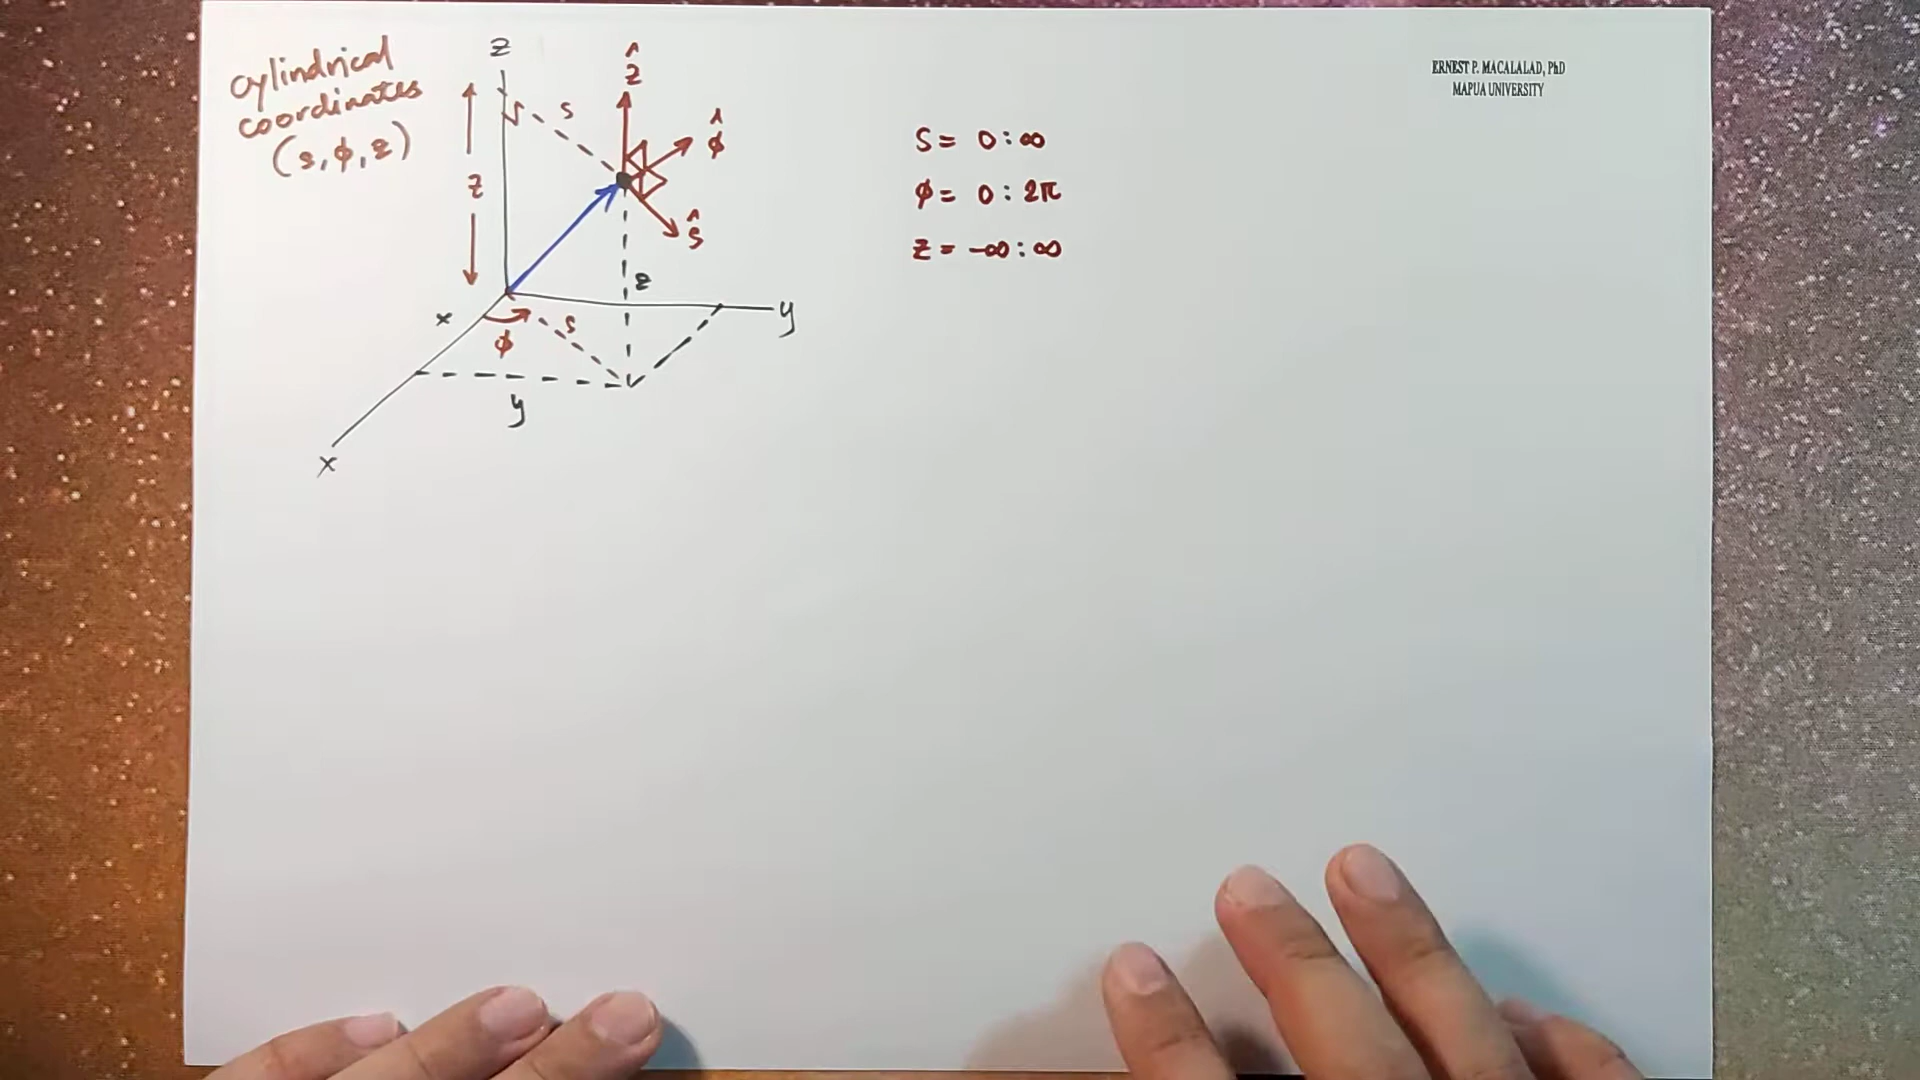 cylindrical
coordinates
(s, ϕ, z)
z
z
s
ẑ
ϕ̂
ŝ
z
x
ϕ
s
y
y
x
S = 0 : ∞
ϕ = 0 : 2π
z = -∞ : ∞
ERNEST P. MACALALAD, PhD
MAPUA UNIVERSITY